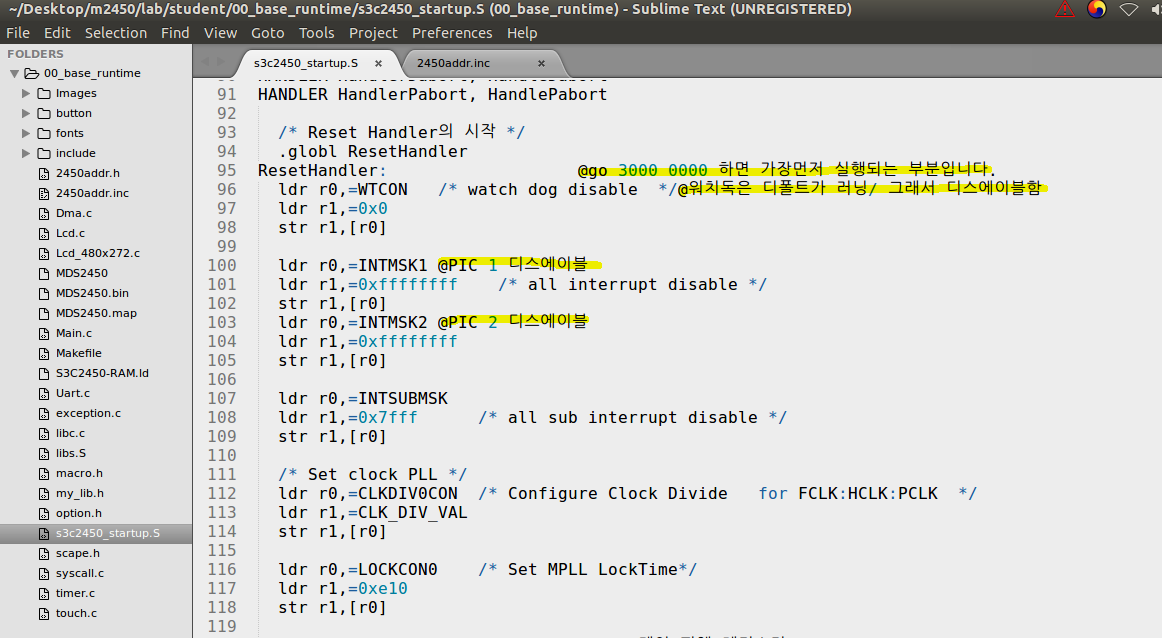 ~/Desktop/m2450/lab/student/00_base_runtime/s3c2450_startup.S (00_base_runtime) - Sublime Text (UNREGISTERED)
File Edit Selection Find View Goto Tools Project Preferences Help
FOLDERS
00_base_runtime
Images
button
fonts
include
2450addr.h
2450addr.inc
Dma.c
Lcd.c
Lcd_480x272.c
MDS2450
MDS2450.bin
MDS2450.map
Main.c
Makefile
S3C2450-RAM.ld
Uart.c
exception.c
libc.c
libs.S
macro.h
my_lib.h
option.h
s3c2450_startup.S
scape.h
syscall.c
timer.c
touch.c
s3c2450_startup.S × 2450addr.inc ×
91 HANDLER HandlerPabort, HandlePabort
92
93 /* Reset Handler의 시작 */
94 .globl ResetHandler
95 ResetHandler: @go 3000 0000 하면 가장먼저 실행되는 부분입니다.
96 ldr r0,=WTCON /* watch dog disable */@워치독은 디폴트가 러닝/ 그래서 디스에이블함
97 ldr r1,=0x0
98 str r1,[r0]
99
100 ldr r0,=INTMSK1 @PIC 1 디스에이블
101 ldr r1,=0xffffffff /* all interrupt disable */
102 str r1,[r0]
103 ldr r0,=INTMSK2 @PIC 2 디스에이블
104 ldr r1,=0xffffffff
105 str r1,[r0]
106
107 ldr r0,=INTSUBMSK
108 ldr r1,=0x7fff /* all sub interrupt disable */
109 str r1,[r0]
110
111 /* Set clock PLL */
112 ldr r0,=CLKDIV0CON /* Configure Clock Divide for FCLK:HCLK:PCLK */
113 ldr r1,=CLK_DIV_VAL
114 str r1,[r0]
115
116 ldr r0,=LOCKCON0 /* Set MPLL LockTime*/
117 ldr r1,=0xe10
118 str r1,[r0]
119